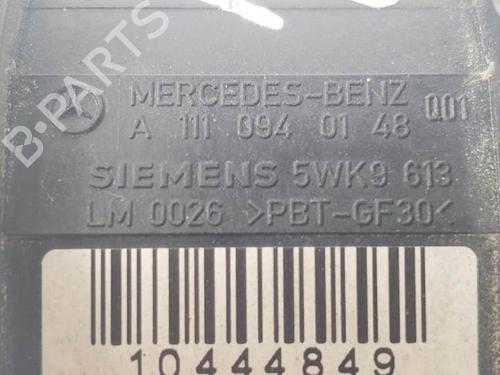 MERCEDES-BENZ
A 111 094 01 48 Q01
SIEMENS 5WK9 613
LM 0026 >PBT-GF30<
10444849
B-PARTS